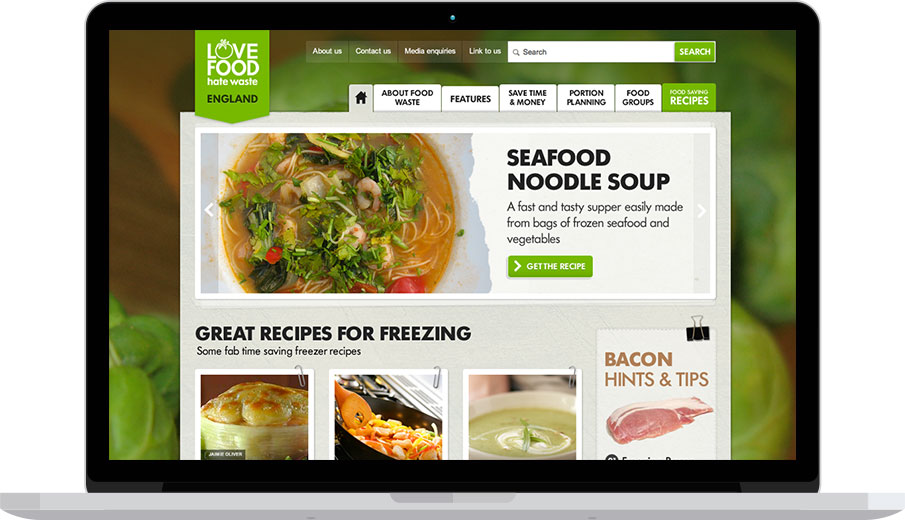 LOVE
FOOD
hate waste
ENGLAND
About us
Contact us
Media enquiries
Link to us
Search
SEARCH
ABOUT FOOD
WASTE
FEATURES
SAVE TIME
& MONEY
PORTION
PLANNING
FOOD
GROUPS
FOOD SAVING
RECIPES
SEAFOOD
NOODLE SOUP
A fast and tasty supper easily made
from bags of frozen seafood and
vegetables
GET THE RECIPE
GREAT RECIPES FOR FREEZING
Some fab time saving freezer recipes
JAMIE OLIVER
BACON
HINTS & TIPS